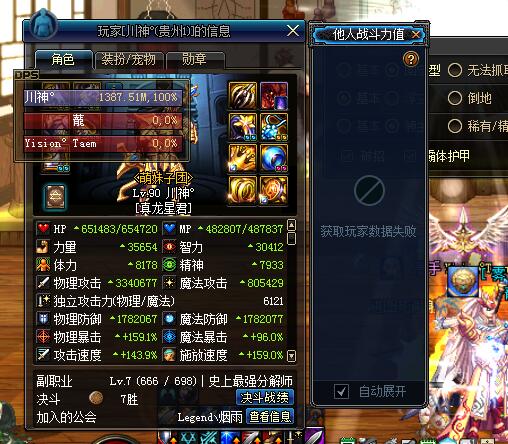 玩家[川神°(贵州1)]的信息
角色
装扮/宠物
勋章
DPS
川神° 1387.51M,100%
蘢 0,0%
Yision° Taem 0,0%
<萌妹子团>
Lv.90 川神°
[真龙星君]
HP 651483/654720 MP 482807/487837
力量 35654 智力 30412
体力 8178 精神 7933
物理攻击 3340677 魔法攻击 805429
独立攻击力(物理/魔法) 6121
物理防御 1782067 魔法防御 1782077
物理暴击 +159.1% 魔法暴击 +96.0%
攻击速度 +143.9% 施放速度 +159.0%
副职业 Lv.7 (666 / 698) | 史上最强分解师
决斗 7胜 决斗战绩
加入的公会 Legend、烟雨 查看信息
他人战斗力值
获取玩家数据失败
自动展开
型 无法抓取
倒地
稀有/精
霸体护甲